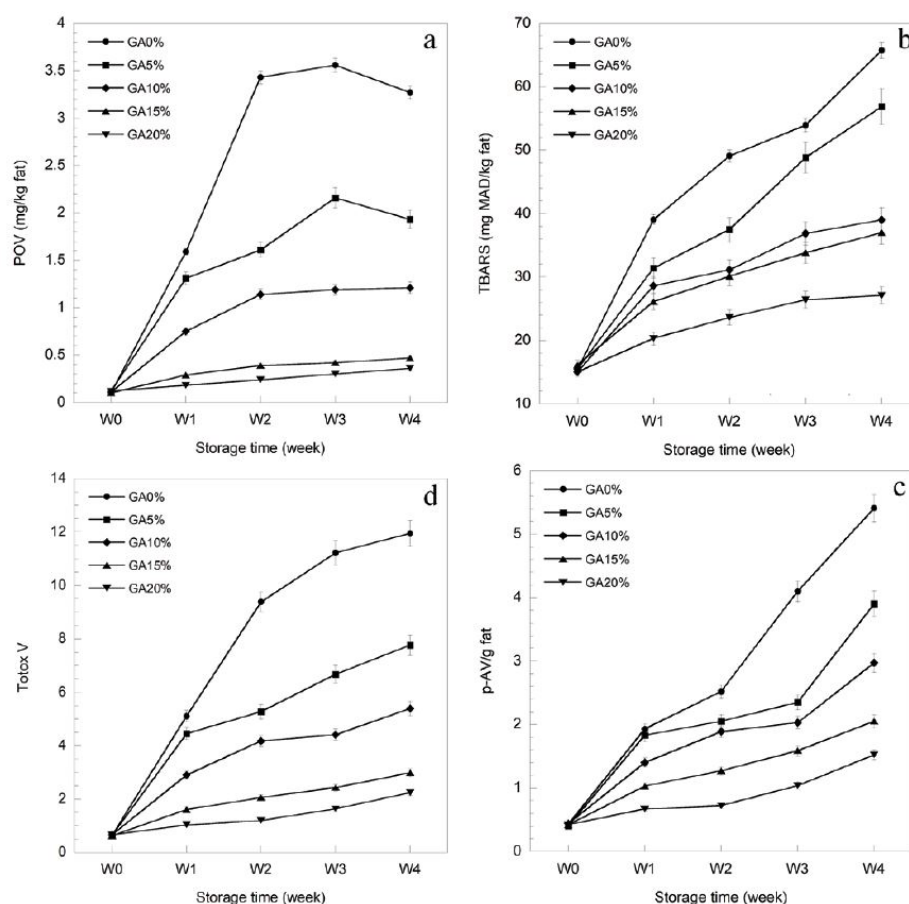 a
GA0%
GA5%
GA10%
GA15%
GA20%
POV (mg/kg fat)
4
3.5
3
2.5
2
1.5
1
0.5
0
W0 W1 W2 W3 W4
Storage time (week)
b
GA0%
GA5%
GA10%
GA15%
GA20%
TBARS (mg MAD/kg fat)
70
60
50
40
30
20
10
W0 W1 W2 W3 W4
Storage time (week)
d
GA0%
GA5%
GA10%
GA15%
GA20%
Totox V
14
12
10
8
6
4
2
0
W0 W1 W2 W3 W4
Storage time (week)
c
GA0%
GA5%
GA10%
GA15%
GA20%
p-AV/g fat
6
5
4
3
2
1
0
W0 W1 W2 W3 W4
Storage time (week)